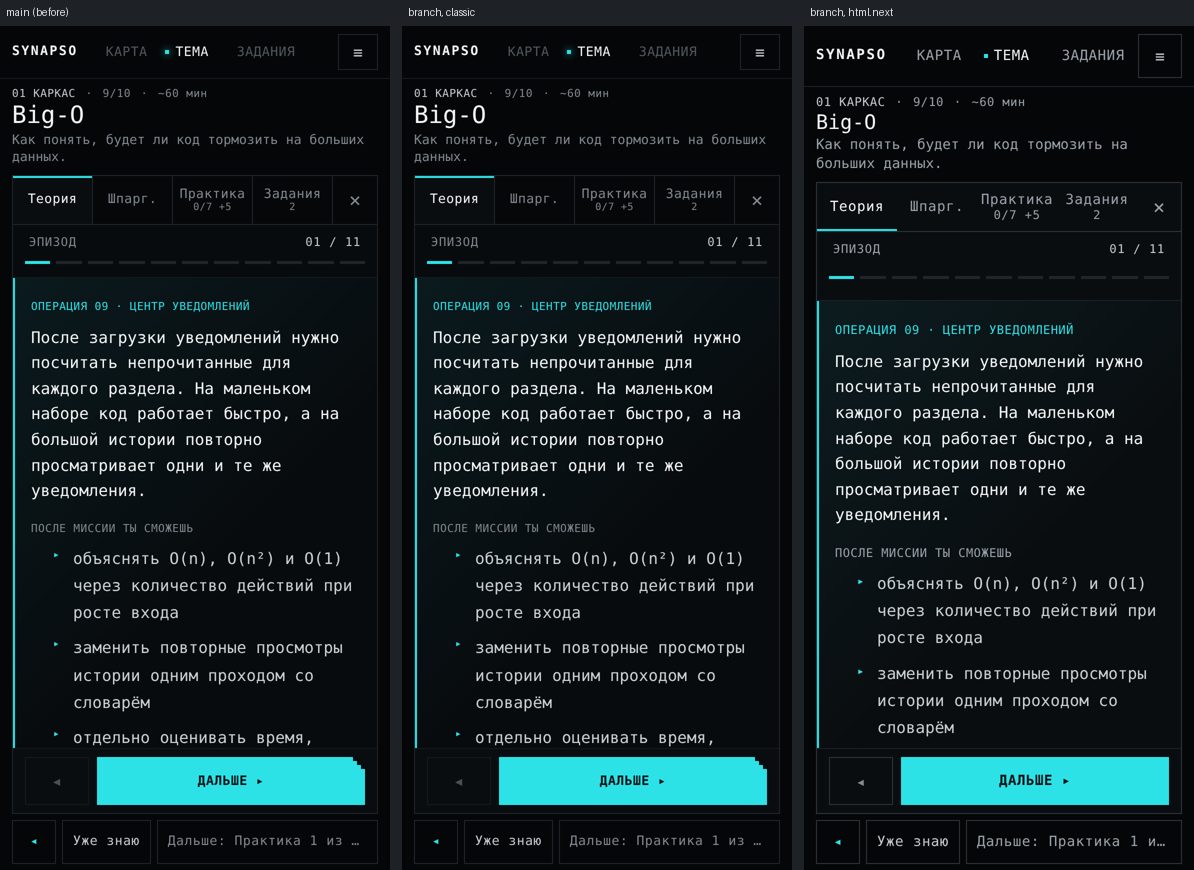 main (before)
SYNAPSO КАРТА ТЕМА ЗАДАНИЯ ≡
01 КАРКАС · 9/10 · ~60 мин
Big-O
Как понять, будет ли код тормозить на больших
данных.
Теория Шпарг. Практика Задания ✕
0/7 +5 2
ЭПИЗОД 01 / 11
ОПЕРАЦИЯ 09 · ЦЕНТР УВЕДОМЛЕНИЙ
После загрузки уведомлений нужно
посчитать непрочитанные для
каждого раздела. На маленьком
наборе код работает быстро, а на
большой истории повторно
просматривает одни и те же
уведомления.
ПОСЛЕ МИССИИ ТЫ СМОЖЕШЬ
▸ объяснять O(n), O(n²) и O(1)
через количество действий при
росте входа
▸ заменить повторные просмотры
истории одним проходом со
словарём
▸ отдельно оценивать время,
◂ ДАЛЬШЕ ▸
◂ Уже знаю Дальше: Практика 1 из …
branch, classic
SYNAPSO КАРТА ТЕМА ЗАДАНИЯ ≡
01 КАРКАС · 9/10 · ~60 мин
Big-O
Как понять, будет ли код тормозить на больших
данных.
Теория Шпарг. Практика Задания ✕
0/7 +5 2
ЭПИЗОД 01 / 11
ОПЕРАЦИЯ 09 · ЦЕНТР УВЕДОМЛЕНИЙ
После загрузки уведомлений нужно
посчитать непрочитанные для
каждого раздела. На маленьком
наборе код работает быстро, а на
большой истории повторно
просматривает одни и те же
уведомления.
ПОСЛЕ МИССИИ ТЫ СМОЖЕШЬ
▸ объяснять O(n), O(n²) и O(1)
через количество действий при
росте входа
▸ заменить повторные просмотры
истории одним проходом со
словарём
▸ отдельно оценивать время,
◂ ДАЛЬШЕ ▸
◂ Уже знаю Дальше: Практика 1 из …
branch, html.next
SYNAPSO КАРТА ТЕМА ЗАДАНИЯ ≡
01 КАРКАС · 9/10 · ~60 мин
Big-O
Как понять, будет ли код тормозить на
больших данных.
Теория Шпарг. Практика Задания ✕
0/7 +5 2
ЭПИЗОД 01 / 11
ОПЕРАЦИЯ 09 · ЦЕНТР УВЕДОМЛЕНИЙ
После загрузки уведомлений нужно
посчитать непрочитанные для
каждого раздела. На маленьком
наборе код работает быстро, а на
большой истории повторно
просматривает одни и те же
уведомления.
ПОСЛЕ МИССИИ ТЫ СМОЖЕШЬ
▸ объяснять O(n), O(n²) и O(1)
через количество действий при
росте входа
▸ заменить повторные просмотры
истории одним проходом со
словарём
◂ ДАЛЬШЕ ▸
◂ Уже знаю Дальше: Практика 1 и…